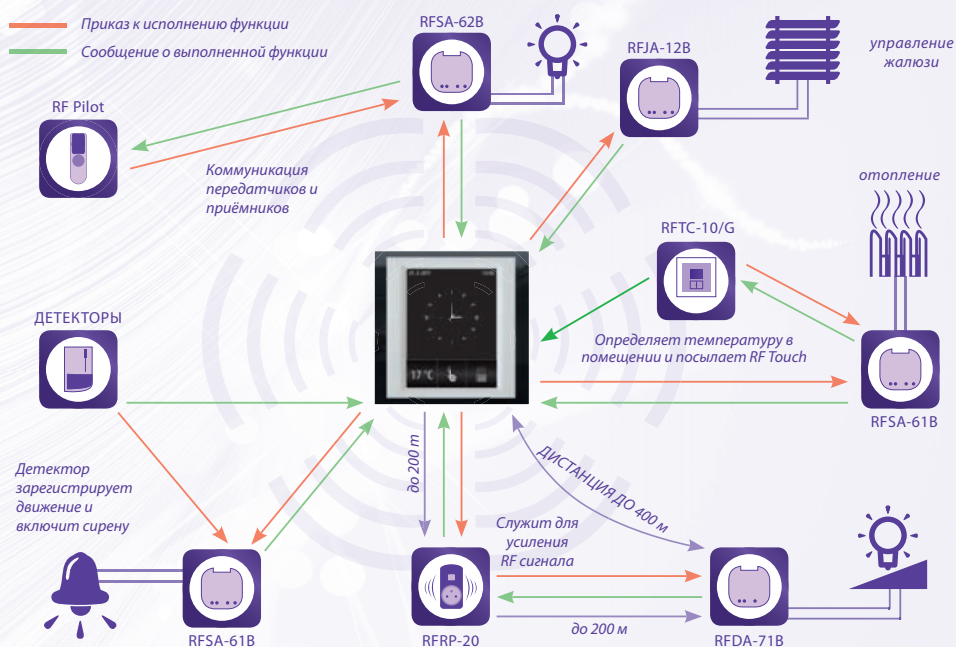 Приказ к исполнению функции
Сообщение о выполненной функции
RFSA-62B
RFJA-12B
управление
жалюзи
RF Pilot
Коммуникация
передатчиков и
приёмников
отопление
RFTC-10/G
ДЕТЕКТОРЫ
Определяет температуру в
помещении и посылает RF Touch
17 °C
RFSA-61B
до 200 m
ДИСТАНЦИЯ ДО 400 м
Детектор
зарегистрирует
движение и
включит сирену
Служит для
усиления
RF сигнала
до 200 м
RFSA-61B
RFRP-20
RFDA-71B